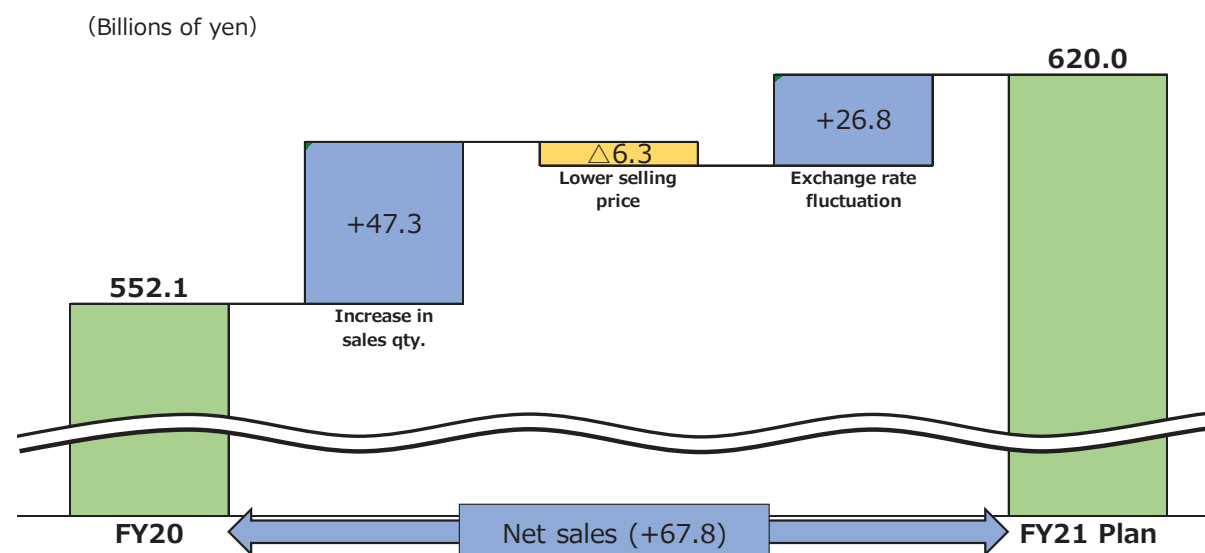 (Billions of yen)
620.0
+26.8
△6.3
Lower selling
price
Exchange rate
fluctuation
+47.3
552.1
Increase in
sales qty.
FY20
Net sales (+67.8)
FY21 Plan